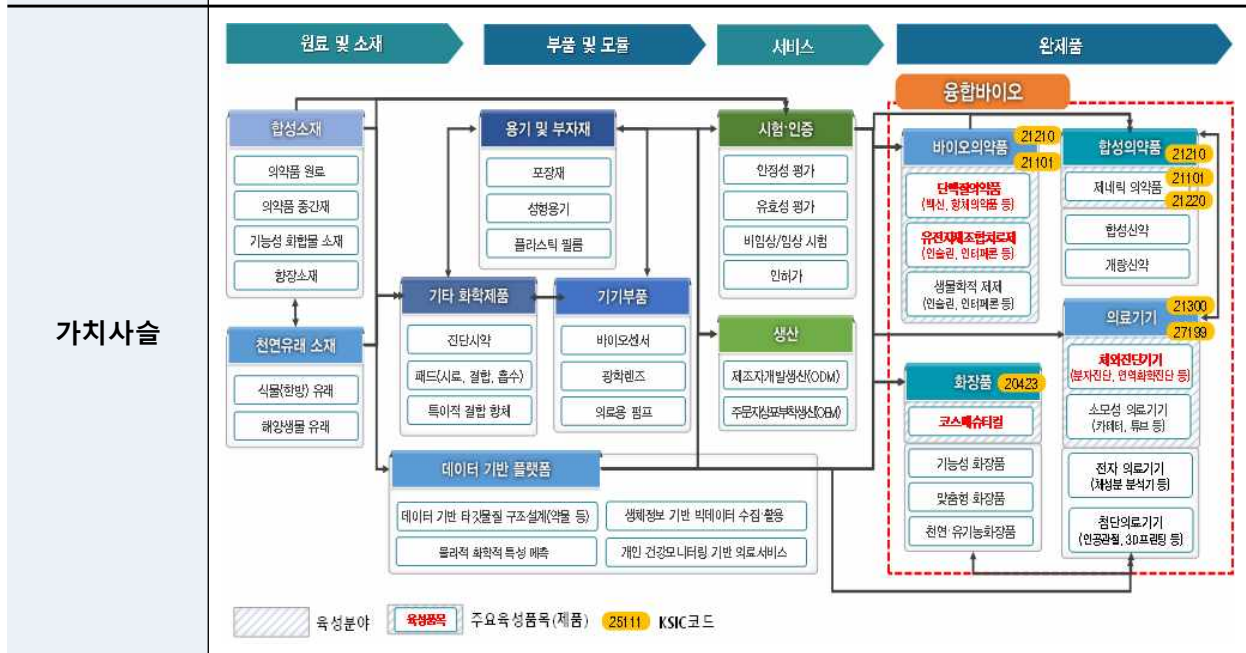 가치사슬
원료 및 소재
부품 및 모듈
서비스
완제품
융합바이오
합성소재
의약품 원료
의약품 중간재
기능성 화합물 소재
향장소재
천연유래 소재
식물(한방) 유래
해양생물 유래
용기 및 부자재
포장재
성형용기
플라스틱 필름
기타 화학제품
진단시약
패드(시료, 결합, 흡수)
특이적 결합 항체
기기부품
바이오센서
광학렌즈
의료용 펌프
데이터 기반 플랫폼
데이터 기반 타깃물질 구조설계(약물 등)
생체정보 기반 빅데이터 수집·활용
물리적 화학적 특성 예측
개인 건강모니터링 기반 의료서비스
시험·인증
안정성 평가
유효성 평가
비임상/임상 시험
인허가
생산
제조자개발생산(ODM)
주문자상표부착생산(OEM)
바이오의약품
21210
21101
단백질의약품
(백신, 항체의약품 등)
유전자재조합치료제
(인슐린, 인터페론 등)
생물학적 제제
(인슐린, 인터페론 등)
합성의약품
21210
21101
21220
제네릭 의약품
합성신약
개량신약
화장품
20423
코스메슈티컬
기능성 화장품
맞춤형 화장품
천연·유기능화장품
의료기기
21300
27199
체외진단기기
(분자진단, 면역화학진단 등)
소모성 의료기기
(카테터, 튜브 등)
전자 의료기기
(체성분 분석기 등)
첨단의료기기
(인공관절, 3D프린팅 등)
육성분야
육성품목
주요육성품목(제품)
25111
KSIC코드